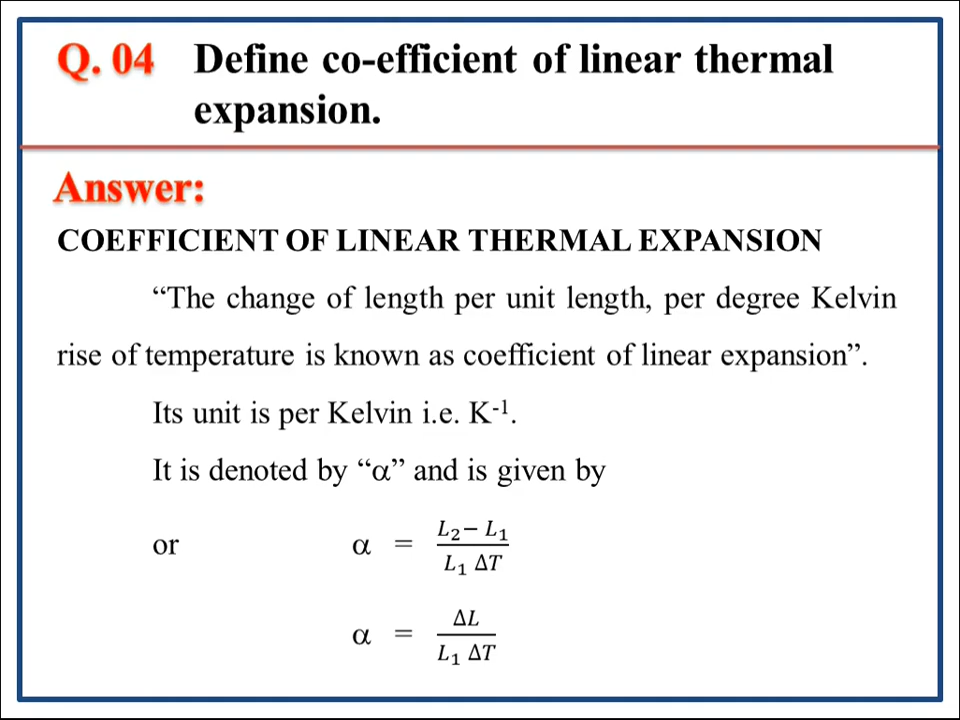 Q. 04 Define co-efficient of linear thermal
expansion.
Answer:
COEFFICIENT OF LINEAR THERMAL EXPANSION
“The change of length per unit length, per degree Kelvin
rise of temperature is known as coefficient of linear expansion”.
Its unit is per Kelvin i.e. K⁻¹.
It is denoted by “α” and is given by
or α = (L₂− L₁)/(L₁ ΔT)
α = ΔL/(L₁ ΔT)